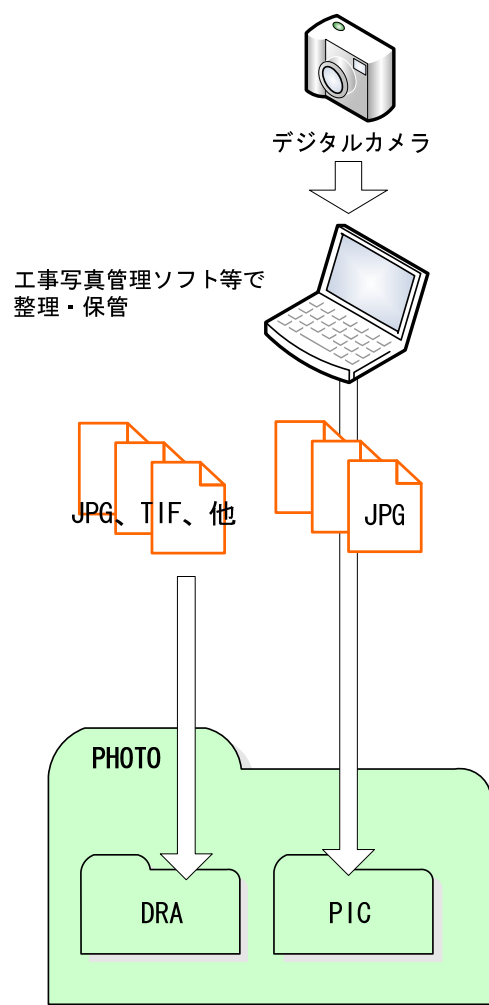 デジタルカメラ
工事写真管理ソフト等で
整理・保管
JPG、TIF、他
JPG
PHOTO
DRA
PIC